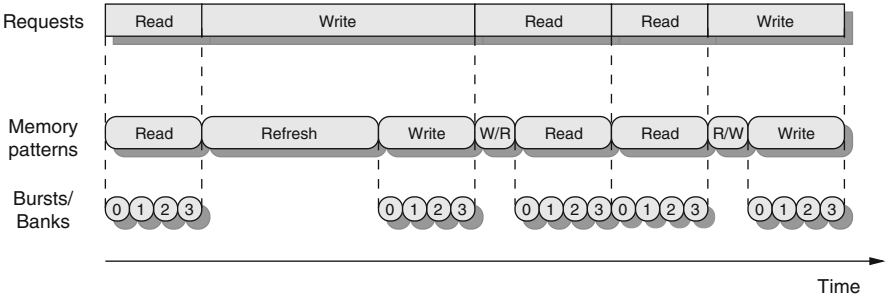 Requests Read Write Read Read Write
Memory patterns Read Refresh Write W/R Read Read R/W Write
Bursts/ Banks 0 1 2 3 0 1 2 3 0 1 2 3 0 1 2 3 0 1 2 3
Time